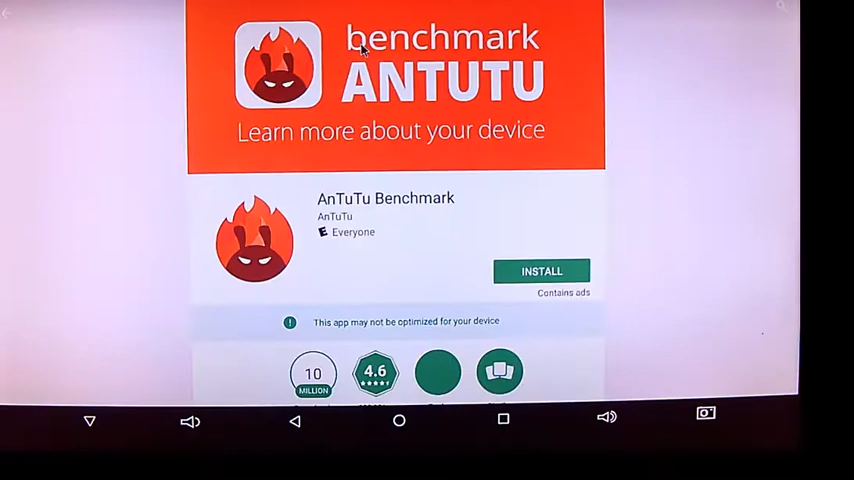 benchmark
ANTUTU
Learn more about your device
AnTuTu Benchmark
AnTuTu
E Everyone
INSTALL
Contains ads
This app may not be optimized for your device
10
MILLION
4.6